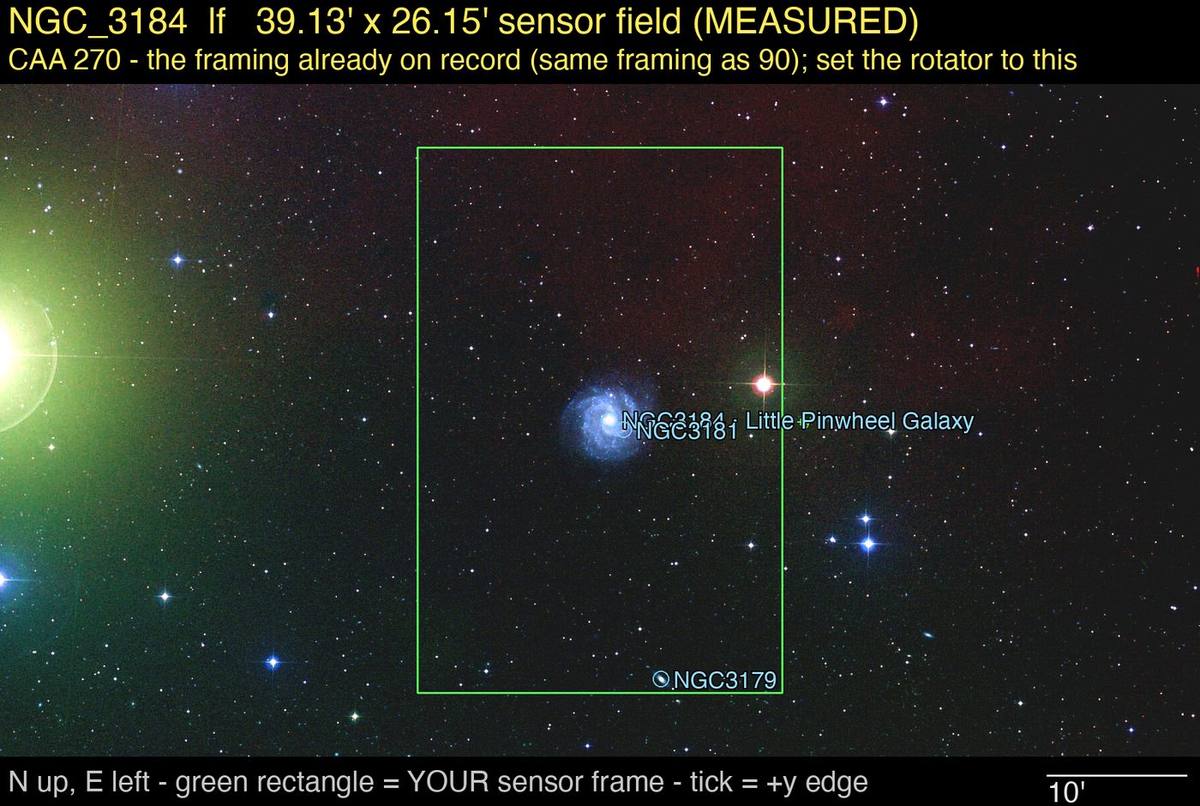 NGC_3184 lf 39.13' x 26.15' sensor field (MEASURED)
CAA 270 - the framing already on record (same framing as 90); set the rotator to this
NGC3184 - Little Pinwheel Galaxy
NGC3181
NGC3179
N up, E left - green rectangle = YOUR sensor frame - tick = +y edge
10'